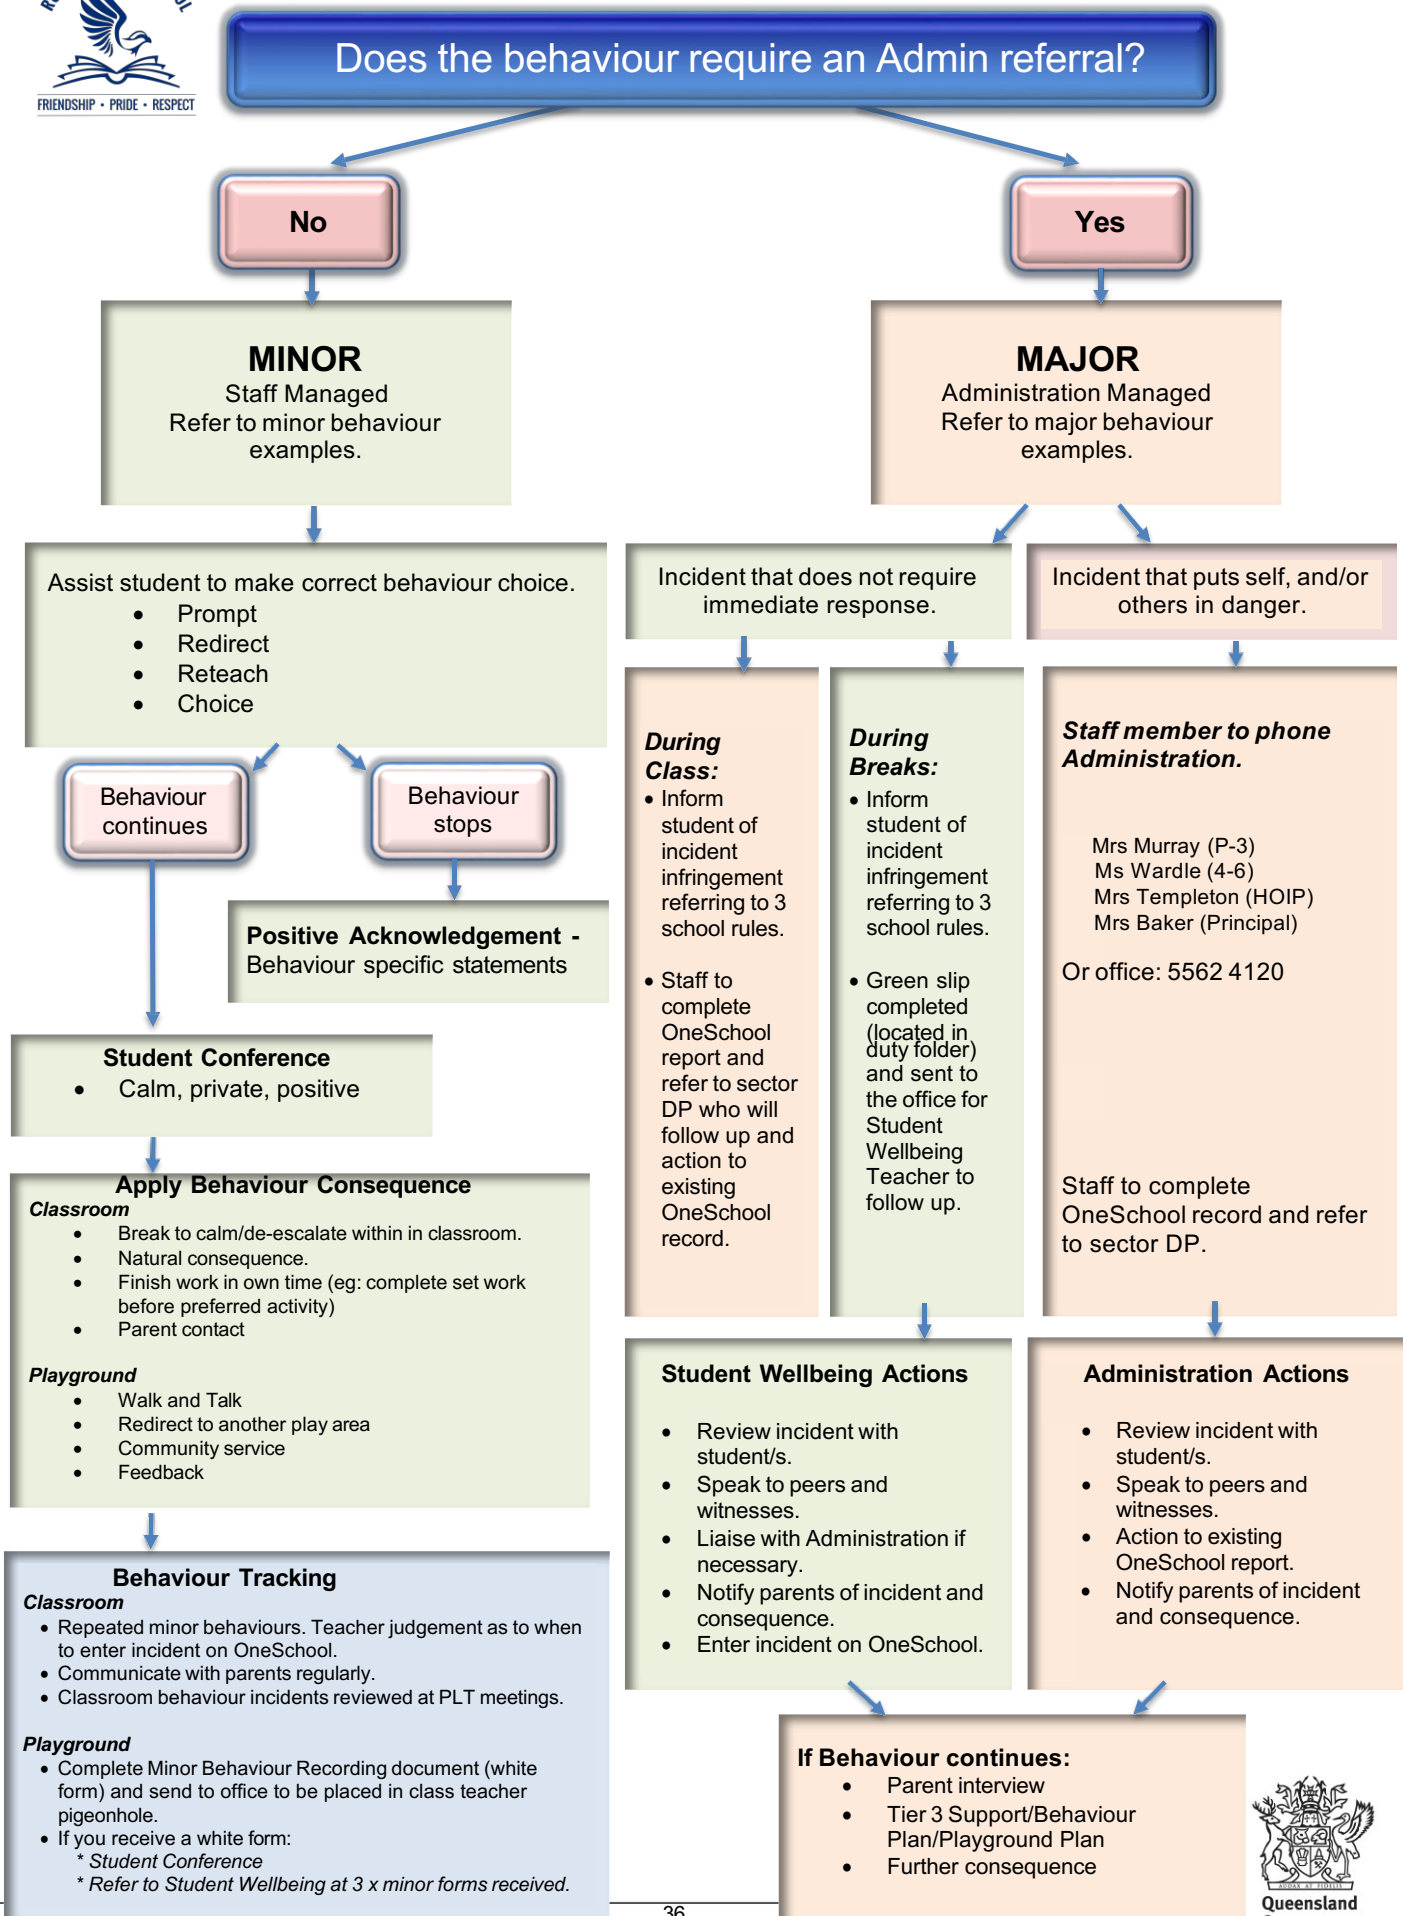 FRIENDSHIP • PRIDE • RESPECT
Does the behaviour require an Admin referral?
No
Yes
MINOR
Staff Managed
Refer to minor behaviour
examples.
MAJOR
Administration Managed
Refer to major behaviour
examples.
Assist student to make correct behaviour choice.
• Prompt
• Redirect
• Reteach
• Choice
Incident that does not require
immediate response.
Incident that puts self, and/or
others in danger.
Behaviour
continues
Behaviour
stops
Positive Acknowledgement -
Behaviour specific statements
Student Conference
• Calm, private, positive
Apply Behaviour Consequence
Classroom
• Break to calm/de-escalate within in classroom.
• Natural consequence.
• Finish work in own time (eg: complete set work
before preferred activity)
• Parent contact
Playground
• Walk and Talk
• Redirect to another play area
• Community service
• Feedback
Behaviour Tracking
Classroom
• Repeated minor behaviours. Teacher judgement as to when
to enter incident on OneSchool.
• Communicate with parents regularly.
• Classroom behaviour incidents reviewed at PLT meetings.
Playground
• Complete Minor Behaviour Recording document (white
form) and send to office to be placed in class teacher
pigeonhole.
• If you receive a white form:
* Student Conference
* Refer to Student Wellbeing at 3 x minor forms received.
During
Class:
• Inform
student of
incident
infringement
referring to 3
school rules.
• Staff to
complete
OneSchool
report and
refer to sector
DP who will
follow up and
action to
existing
OneSchool
record.
During
Breaks:
• Inform
student of
incident
infringement
referring to 3
school rules.
• Green slip
completed
(located in
duty folder)
and sent to
the office for
Student
Wellbeing
Teacher to
follow up.
Staff member to phone
Administration.
Mrs Murray (P-3)
Ms Wardle (4-6)
Mrs Templeton (HOIP)
Mrs Baker (Principal)
Or office: 5562 4120
Staff to complete
OneSchool record and refer
to sector DP.
Student Wellbeing Actions
• Review incident with
student/s.
• Speak to peers and
witnesses.
• Liaise with Administration if
necessary.
• Notify parents of incident and
consequence.
• Enter incident on OneSchool.
Administration Actions
• Review incident with
student/s.
• Speak to peers and
witnesses.
• Action to existing
OneSchool report.
• Notify parents of incident
and consequence.
If Behaviour continues:
• Parent interview
• Tier 3 Support/Behaviour
Plan/Playground Plan
• Further consequence
AUDAX AT FIDELIS
Queensland
36